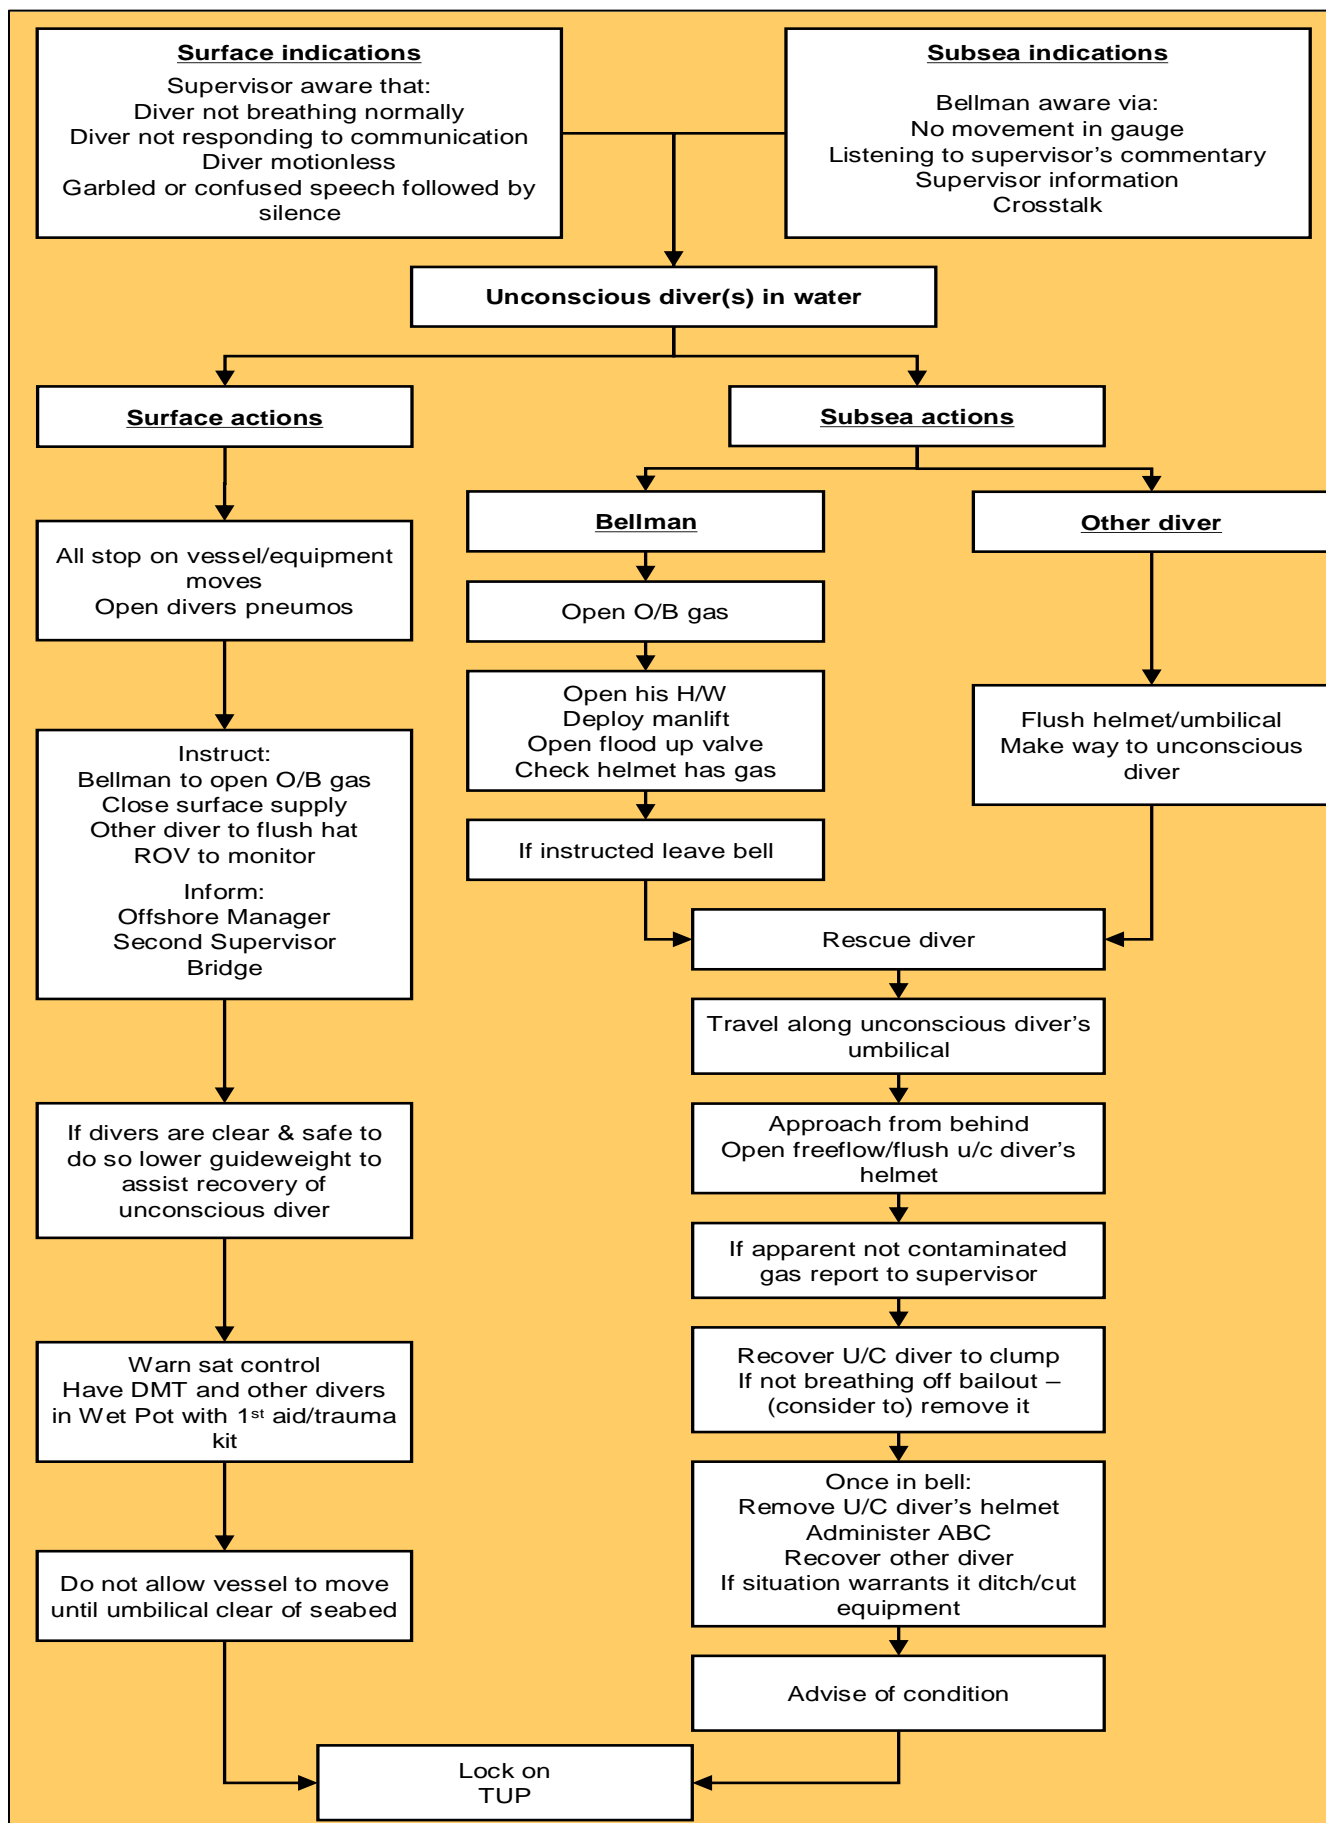 Surface indications
Supervisor aware that:
Diver not breathing normally
Diver not responding to communication
Diver motionless
Garbled or confused speech followed by
silence
Subsea indications
Bellman aware via:
No movement in gauge
Listening to supervisor’s commentary
Supervisor information
Crosstalk
Unconscious diver(s) in water
Surface actions
Subsea actions
Bellman
Other diver
All stop on vessel/equipment
moves
Open divers pneumos
Open O/B gas
Open his H/W
Deploy manlift
Open flood up valve
Check helmet has gas
Flush helmet/umbilical
Make way to unconscious
diver
Instruct:
Bellman to open O/B gas
Close surface supply
Other diver to flush hat
ROV to monitor
Inform:
Offshore Manager
Second Supervisor
Bridge
If instructed leave bell
Rescue diver
Travel along unconscious diver’s
umbilical
If divers are clear & safe to
do so lower guideweight to
assist recovery of
unconscious diver
Approach from behind
Open freeflow/flush u/c diver’s
helmet
If apparent not contaminated
gas report to supervisor
Warn sat control
Have DMT and other divers
in Wet Pot with 1st aid/trauma
kit
Recover U/C diver to clump
If not breathing off bailout –
(consider to) remove it
Once in bell:
Remove U/C diver’s helmet
Administer ABC
Recover other diver
If situation warrants it ditch/cut
equipment
Do not allow vessel to move
until umbilical clear of seabed
Advise of condition
Lock on
TUP